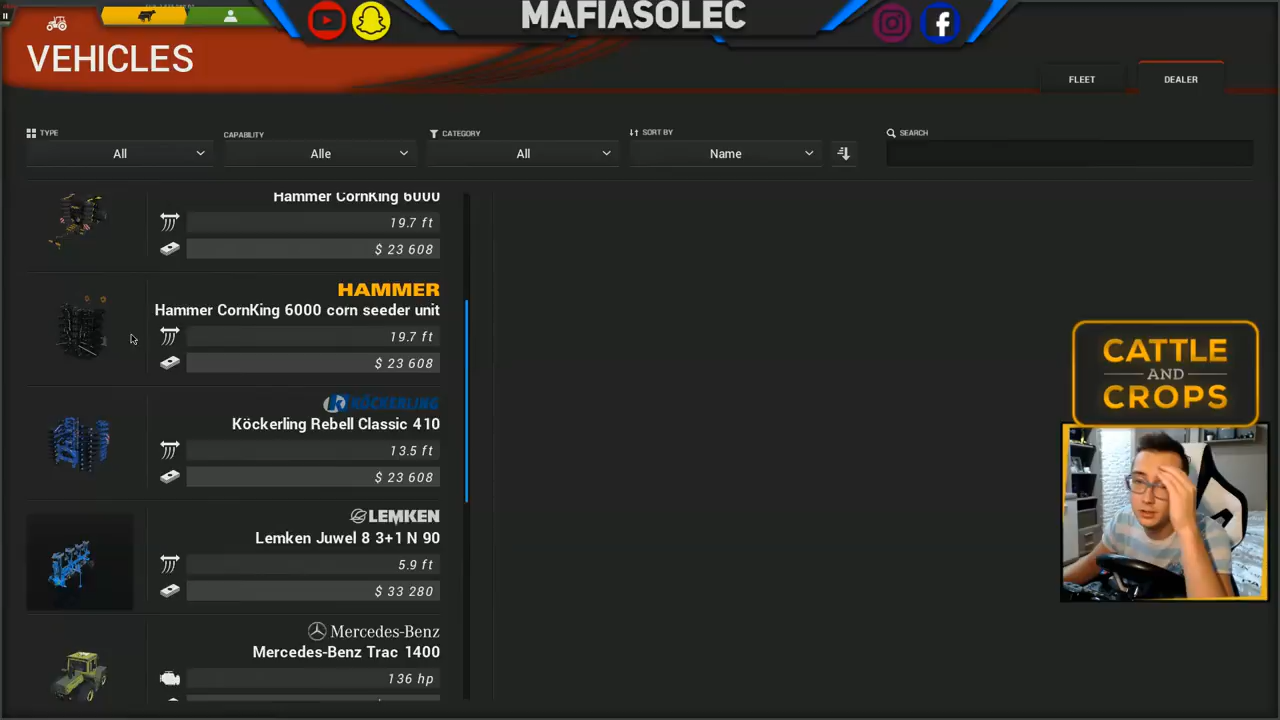 MAFIASOLEC
VEHICLES
FLEET
DEALER
TYPE
CAPABILITY
CATEGORY
SORT BY
SEARCH
All
Alle
All
Name
Hammer CornKing 6000
19.7 ft
$ 23 608
HAMMER
Hammer CornKing 6000 corn seeder unit
19.7 ft
$ 23 608
KÖCKERLING
Köckerling Rebell Classic 410
13.5 ft
$ 23 608
LEMKEN
Lemken Juwel 8 3+1 N 90
5.9 ft
$ 33 280
Mercedes-Benz
Mercedes-Benz Trac 1400
136 hp
CATTLE
AND
CROPS